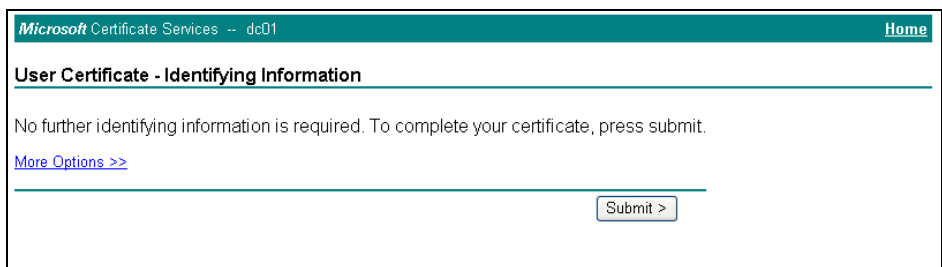 Microsoft Certificate Services -- dc01 Home
User Certificate - Identifying Information
No further identifying information is required. To complete your certificate, press submit.
More Options >>
Submit >